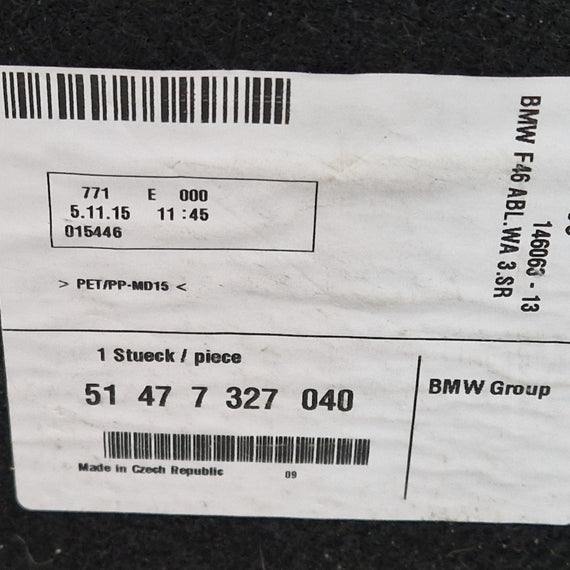 771 E 000
5.11.15 11:45
015446
> PET/PP-MD15 <
BMW F46 ABL.WA 3.SR
146063 - 13
1 Stueck / piece
51 47 7 327 040
BMW Group
Made in Czech Republic 09